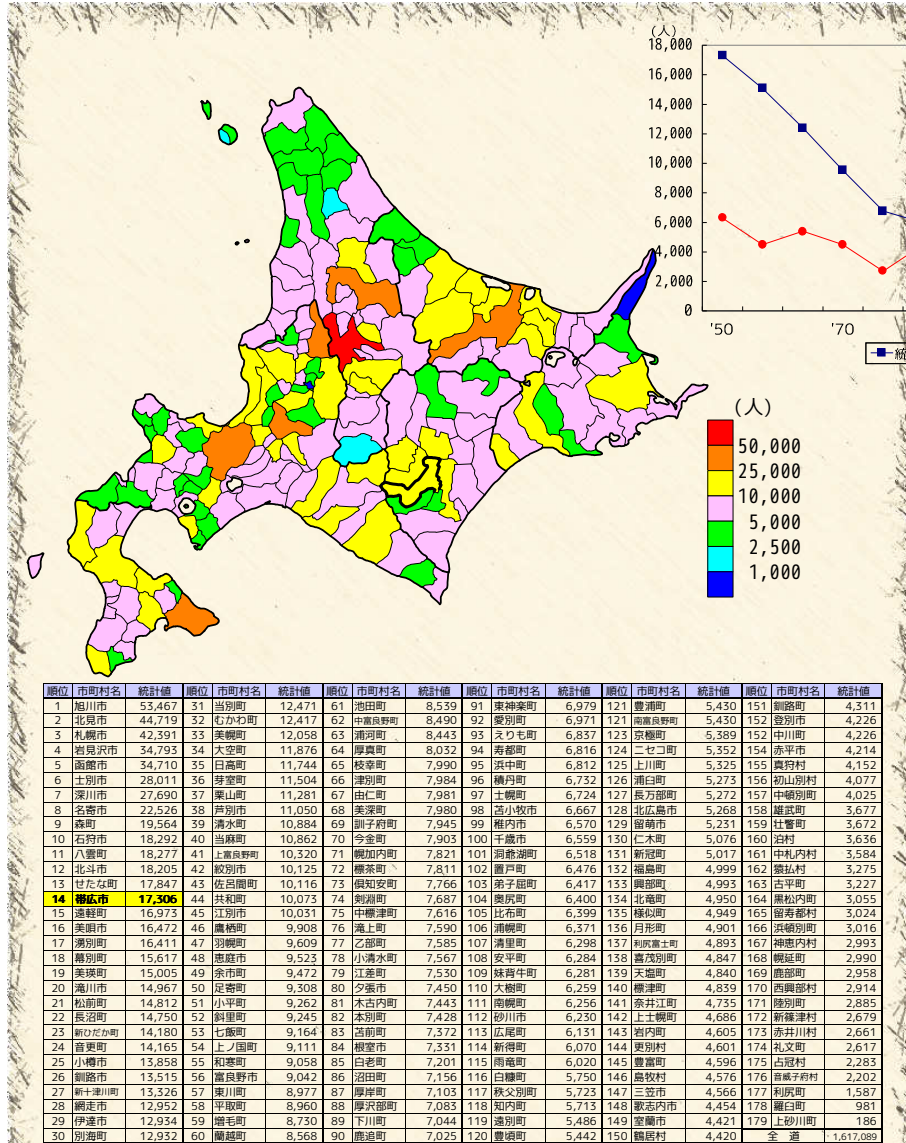 (人)
18,000
16,000
14,000
12,000
10,000
8,000
6,000
4,000
2,000
0
'50 '70
統
(人)
50,000
25,000
10,000
5,000
2,500
1,000
順位 市町村名 統計値 順位 市町村名 統計値 順位 市町村名 統計値 順位 市町村名 統計値 順位 市町村名 統計値 順位 市町村名 統計値
1 旭川市 53,467 31 当別町 12,471 61 池田町 8,539 91 東神楽町 6,979 121 豊浦町 5,430 151 釧路町 4,311
2 北見市 44,719 32 むかわ町 12,417 62 中富良野町 8,490 92 愛別町 6,971 121 南富良野町 5,430 152 登別市 4,226
3 札幌市 42,391 33 美幌町 12,058 63 浦河町 8,443 93 えりも町 6,837 123 京極町 5,389 152 中川町 4,226
4 岩見沢市 34,793 34 大空町 11,876 64 厚真町 8,032 94 寿都町 6,816 124 ニセコ町 5,352 154 赤平市 4,214
5 函館市 34,710 35 日高町 11,744 65 枝幸町 7,990 95 浜中町 6,812 125 上川町 5,325 155 真狩村 4,152
6 士別市 28,011 36 芽室町 11,504 66 津別町 7,984 96 積丹町 6,732 126 浦臼町 5,273 156 初山別村 4,077
7 深川市 27,690 37 栗山町 11,281 67 由仁町 7,981 97 士幌町 6,724 127 長万部町 5,272 157 中頓別町 4,025
8 名寄市 22,526 38 芦別市 11,050 68 美深町 7,980 98 苫小牧市 6,667 128 北広島市 5,268 158 雄武町 3,677
9 森町 19,564 39 清水町 10,884 69 訓子府町 7,945 99 稚内市 6,570 129 留萌市 5,231 159 壮瞥町 3,672
10 石狩市 18,292 40 当麻町 10,862 70 今金町 7,903 100 千歳市 6,559 130 仁木町 5,076 160 泊村 3,636
11 八雲町 18,277 41 上富良野町 10,320 71 幌加内町 7,821 101 洞爺湖町 6,518 131 新冠町 5,017 161 中札内村 3,584
12 北斗市 18,205 42 紋別市 10,125 72 標茶町 7,811 102 置戸町 6,476 132 福島町 4,999 162 猿払村 3,275
13 せたな町 17,847 43 佐呂間町 10,116 73 倶知安町 7,766 103 弟子屈町 6,417 133 興部町 4,993 163 古平町 3,227
14 帯広市 17,306 44 共和町 10,073 74 剣淵町 7,687 104 奥尻町 6,400 134 北竜町 4,950 164 黒松内町 3,055
15 遠軽町 16,973 45 江別市 10,031 75 中標津町 7,616 105 比布町 6,399 135 様似町 4,949 165 留寿都村 3,024
16 美唄市 16,472 46 鷹栖町 9,908 76 滝上町 7,590 106 浦幌町 6,371 136 月形町 4,901 166 浜頓別町 3,016
17 湧別町 16,411 47 羽幌町 9,609 77 乙部町 7,585 107 清里町 6,298 137 利尻富士町 4,893 167 神恵内村 2,993
18 幕別町 15,617 48 恵庭市 9,523 78 小清水町 7,567 108 安平町 6,284 138 喜茂別町 4,847 168 幌延町 2,990
19 美瑛町 15,005 49 余市町 9,472 79 江差町 7,530 109 妹背牛町 6,281 139 天塩町 4,840 169 鹿部町 2,958
20 滝川市 14,967 50 足寄町 9,308 80 夕張市 7,450 110 大樹町 6,259 140 標津町 4,839 170 西興部村 2,914
21 松前町 14,812 51 小平町 9,262 81 木古内町 7,443 111 南幌町 6,256 141 奈井江町 4,735 171 陸別町 2,885
22 長沼町 14,750 52 斜里町 9,245 82 本別町 7,428 112 砂川市 6,230 142 上士幌町 4,686 172 新篠津村 2,679
23 新ひだか町 14,180 53 七飯町 9,164 83 苫前町 7,372 113 広尾町 6,131 143 岩内町 4,605 173 赤井川村 2,661
24 音更町 14,165 54 上ノ国町 9,111 84 根室市 7,331 114 新得町 6,070 144 更別村 4,601 174 礼文町 2,617
25 小樽市 13,858 55 和寒町 9,058 85 白老町 7,201 115 雨竜町 6,020 145 豊富町 4,596 175 占冠村 2,283
26 釧路市 13,515 56 富良野市 9,042 86 沼田町 7,156 116 白糠町 5,750 146 島牧村 4,576 176 音威子府村 2,202
27 新十津川町 13,326 57 東川町 8,977 87 厚岸町 7,103 117 秩父別町 5,723 147 三笠市 4,566 177 利尻町 1,587
28 網走市 12,952 58 平取町 8,960 88 厚沢部町 7,083 118 知内町 5,713 148 歌志内市 4,454 178 羅臼町 981
29 伊達市 12,934 59 増毛町 8,730 89 下川町 7,044 119 遠別町 5,486 149 室蘭市 4,421 179 上砂川町 186
30 別海町 12,932 60 蘭越町 8,568 90 鹿追町 7,025 120 豊頃町 5,442 150 鶴居村 4,420 全 道 1,617,089